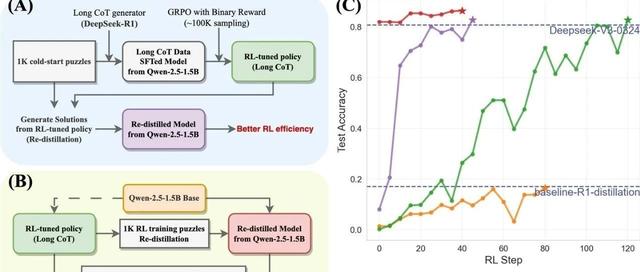 (A)
Long CoT generator
(DeepSeek-R1)
GRPO with Binary Reward
(~100K sampling)
1K cold-start puzzles
Long CoT Data
SFTed Model
from Qwen-2.5-1.5B
RL-tuned policy
(Long CoT)
Generate Solutions
from RL-tuned policy
(Re-distillation)
Re-distilled Model
from Qwen-2.5-1.5B
Better RL efficiency
(B)
Qwen-2.5-1.5B Base
RL-tuned policy
(Long CoT)
1K RL training puzzles
Re-distillation
Re-distilled Model
from Qwen-2.5-1.5B
(C)
Test Accuracy
0.8
0.6
0.4
0.2
0.0
Deepseek-V3-0324
baseline-R1-distillation
0 20 40 60 80 100 120
RL Step